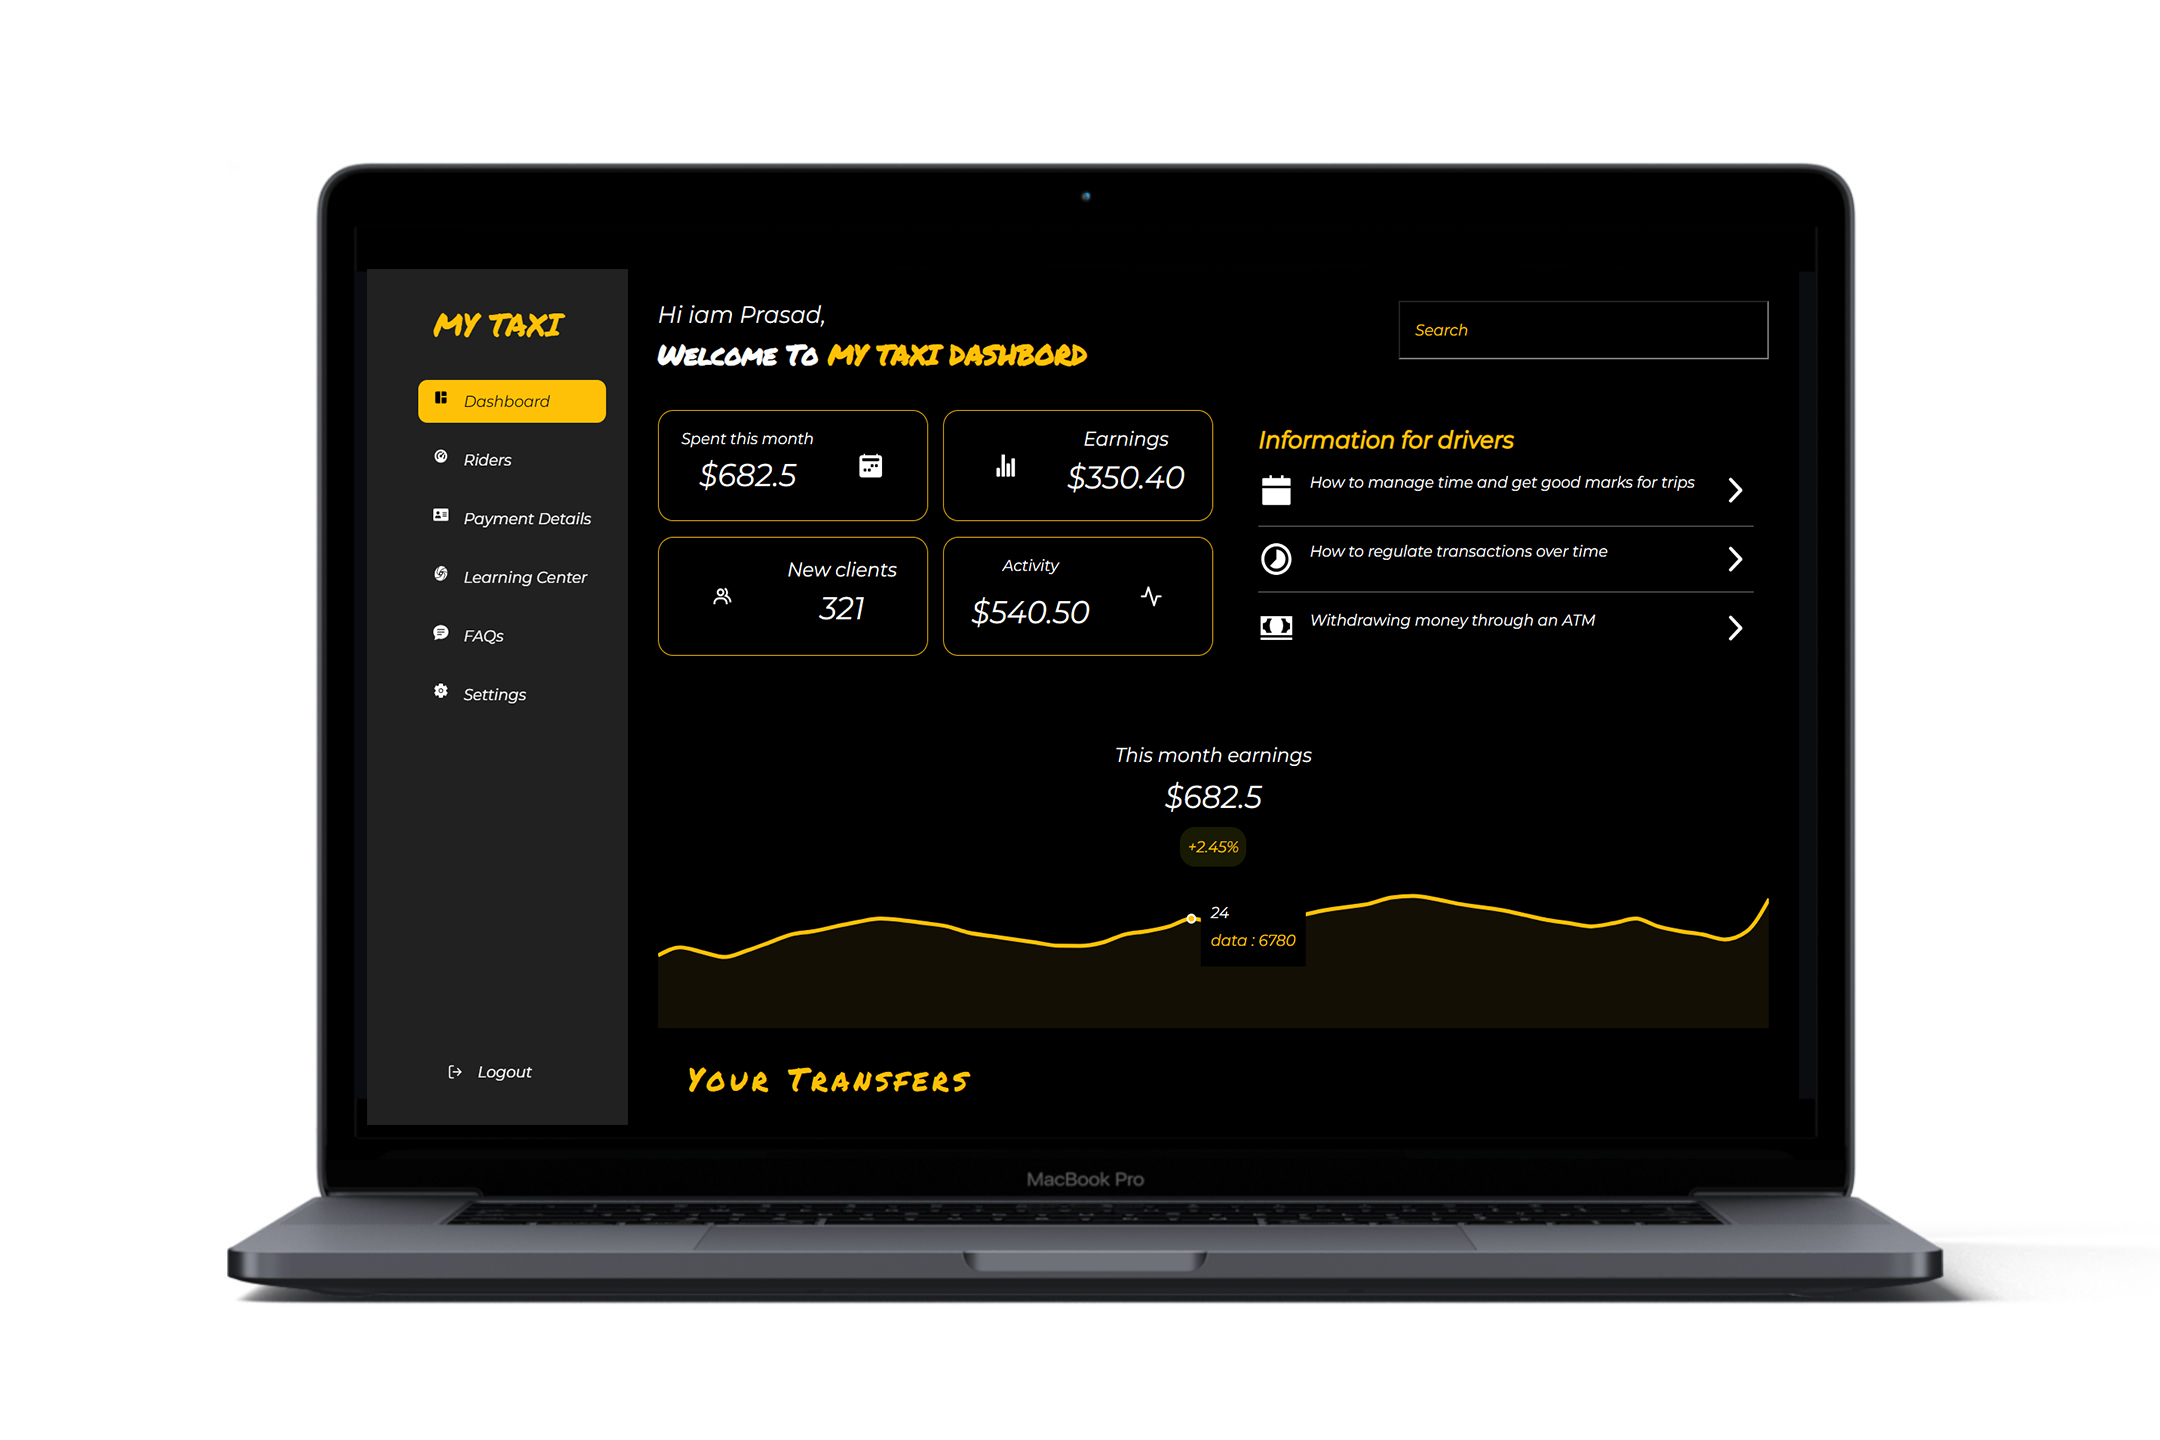 MY TAXI
Dashboard
Riders
Payment Details
Learning Center
FAQs
Settings
Logout
Hi iam Prasad,
Welcome To MY TAXI DASHBORD
Search
Spent this month
$682.5
Earnings
$350.40
New clients
321
Activity
$540.50
Information for drivers
How to manage time and get good marks for trips
How to regulate transactions over time
Withdrawing money through an ATM
This month earnings
$682.5
+2.45%
24
data : 6780
Your Transfers
MacBook Pro